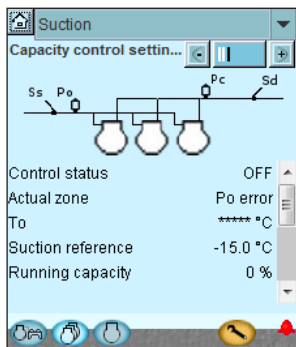 Suction
Capacity control settin...
Ss Po Pc Sd
Control status OFF
Actual zone Po error
To ***** °C
Suction reference -15.0 °C
Running capacity 0 %